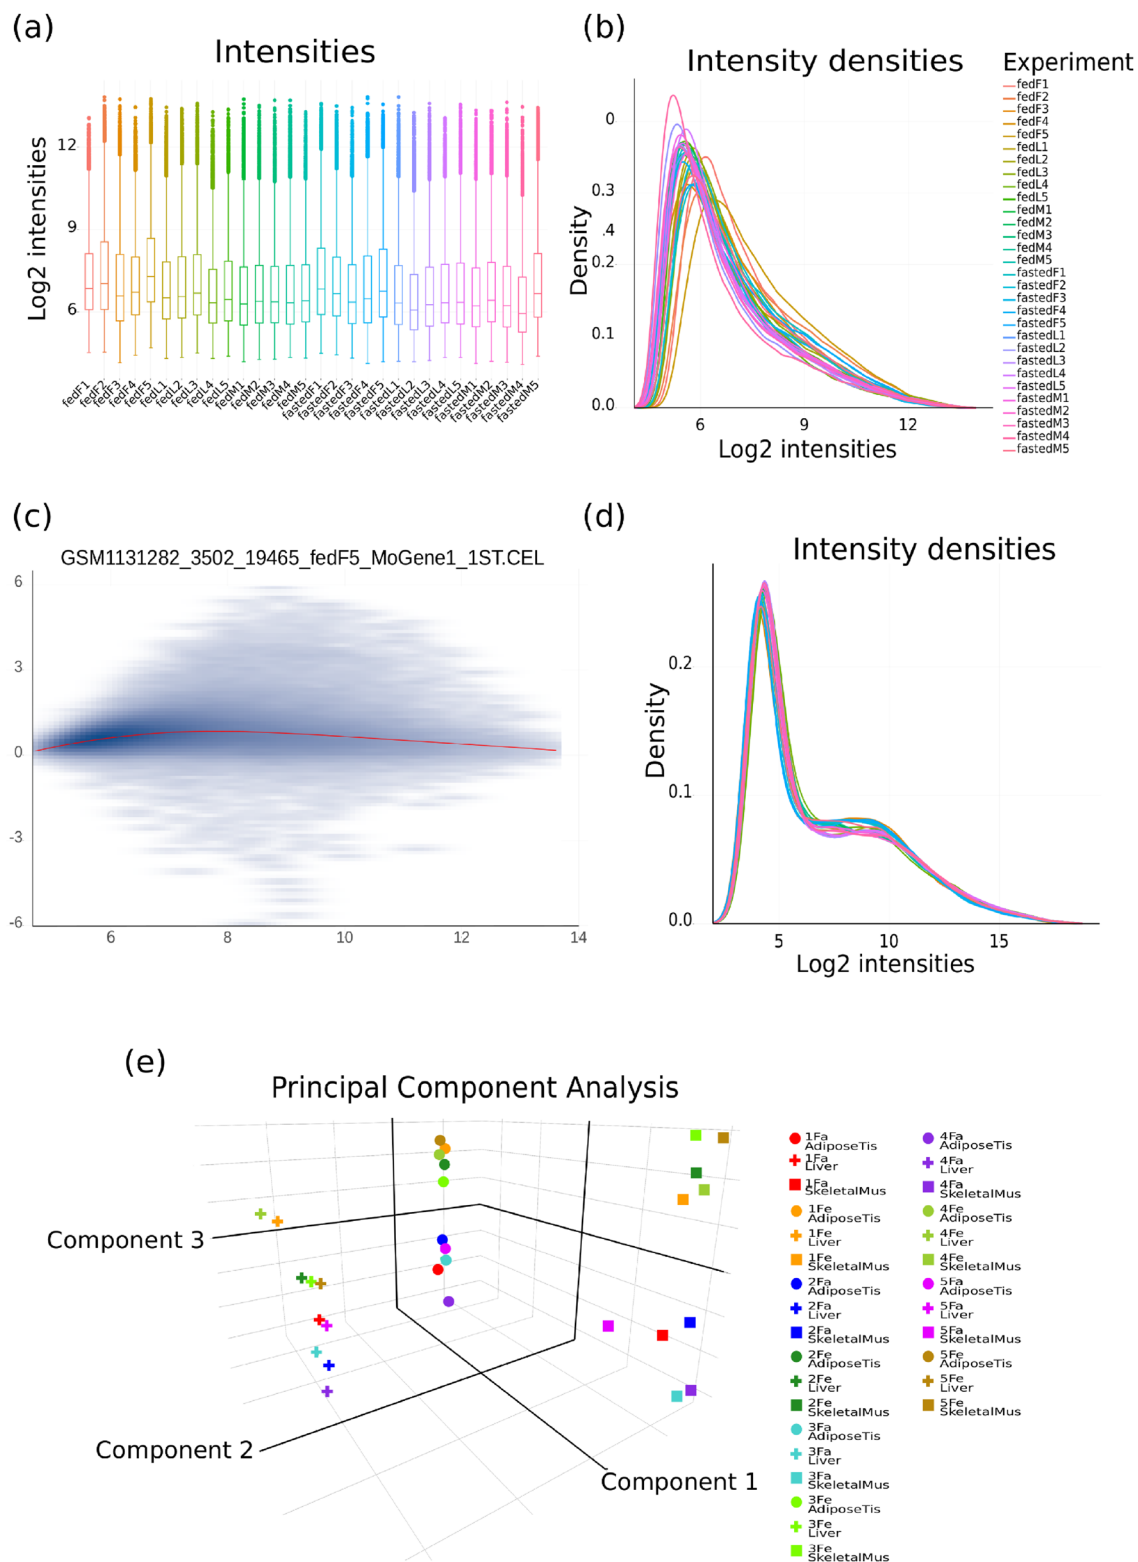 (a)
Intensities
Log2 intensities
12
9
6
fedF1
fedF2
fedF3
fedF4
fedF5
fedL1
fedL2
fedL3
fedL4
fedL5
fedM1
fedM2
fedM3
fedM4
fedM5
fastedF1
fastedF2
fastedF3
fastedF4
fastedF5
fastedL1
fastedL2
fastedL3
fastedL4
fastedL5
fastedM1
fastedM2
fastedM3
fastedM4
fastedM5
(b)
Intensity densities
Density
0.
0.3
.4
0.2
0.1
0.0
6
9
12
Log2 intensities
Experiment
fedF1
fedF2
fedF3
fedF4
fedF5
fedL1
fedL2
fedL3
fedL4
fedL5
fedM1
fedM2
fedM3
fedM4
fedM5
fastedF1
fastedF2
fastedF3
fastedF4
fastedF5
fastedL1
fastedL2
fastedL3
fastedL4
fastedL5
fastedM1
fastedM2
fastedM3
fastedM4
fastedM5
(c)
GSM1131282_3502_19465_fedF5_MoGene1_1ST.CEL
6
3
0
-3
-6
6
8
10
12
14
(d)
Intensity densities
Density
0.2
0.1
0.0
5
10
15
Log2 intensities
(e)
Principal Component Analysis
Component 3
Component 2
Component 1
1Fa
AdiposeTis
1Fa
Liver
1Fa
SkeletalMus
1Fe
AdiposeTis
1Fe
Liver
1Fe
SkeletalMus
2Fa
AdiposeTis
2Fa
Liver
2Fa
SkeletalMus
2Fe
AdiposeTis
2Fe
Liver
2Fe
SkeletalMus
3Fa
AdiposeTis
3Fa
Liver
3Fa
SkeletalMus
3Fe
AdiposeTis
3Fe
Liver
3Fe
SkeletalMus
4Fa
AdiposeTis
4Fa
Liver
4Fa
SkeletalMus
4Fe
AdiposeTis
4Fe
Liver
4Fe
SkeletalMus
5Fa
AdiposeTis
5Fa
Liver
5Fa
SkeletalMus
5Fe
AdiposeTis
5Fe
Liver
5Fe
SkeletalMus